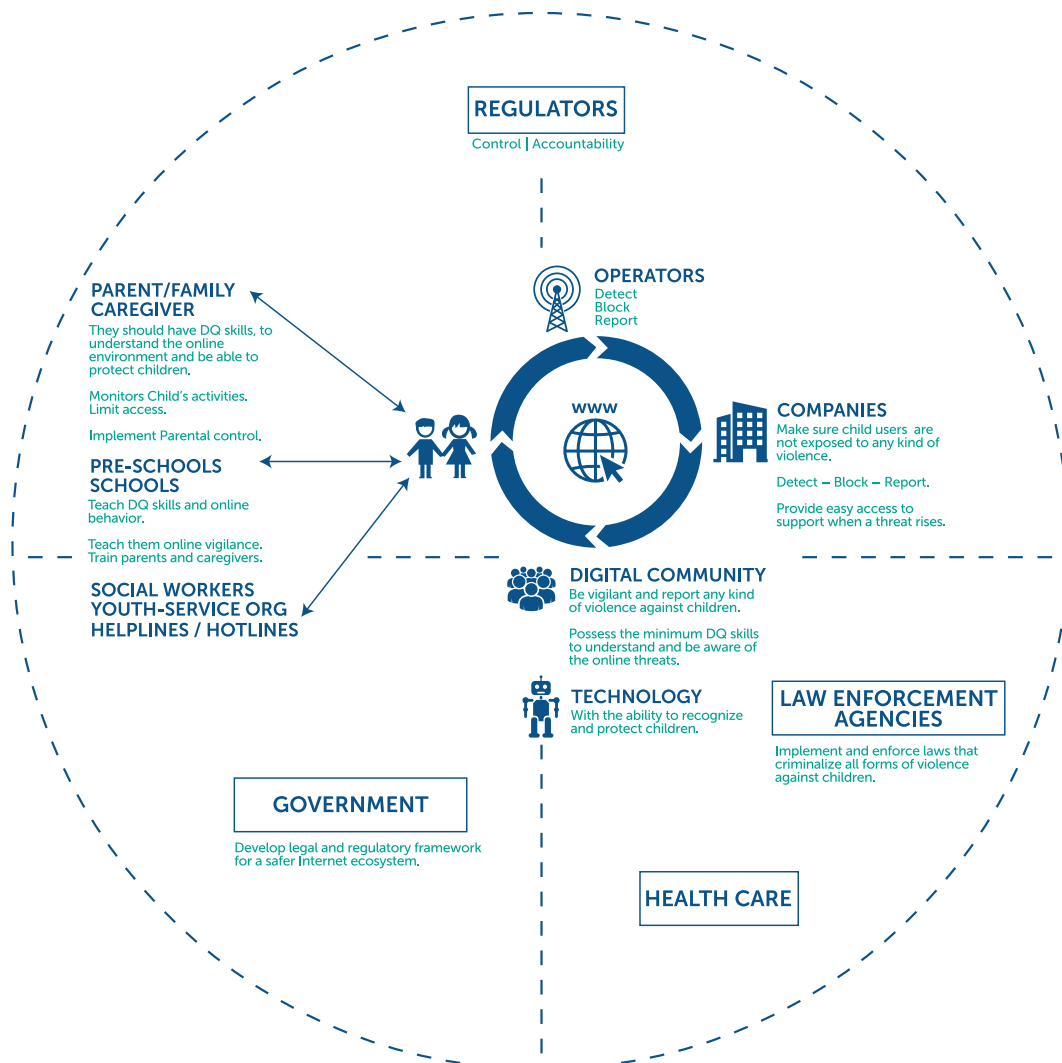 REGULATORS
Control | Accountability
OPERATORS
Detect
Block
Report
PARENT/FAMILY
CAREGIVER
They should have DQ skills, to
understand the online
environment and be able to
protect children.
Monitors Child's activities.
Limit access.
Implement Parental control.
PRE-SCHOOLS
SCHOOLS
Teach DQ skills and online
behavior.
Teach them online vigilance.
Train parents and caregivers.
SOCIAL WORKERS
YOUTH-SERVICE ORG
HELPLINES / HOTLINES
www
COMPANIES
Make sure child users are
not exposed to any kind of
violence.
Detect – Block – Report.
Provide easy access to
support when a threat rises.
DIGITAL COMMUNITY
Be vigilant and report any kind
of violence against children.
Possess the minimum DQ skills
to understand and be aware of
the online threats.
TECHNOLOGY
With the ability to recognize
and protect children.
LAW ENFORCEMENT
AGENCIES
Implement and enforce laws that
criminalize all forms of violence
against children.
GOVERNMENT
Develop legal and regulatory framework
for a safer Internet ecosystem.
HEALTH CARE